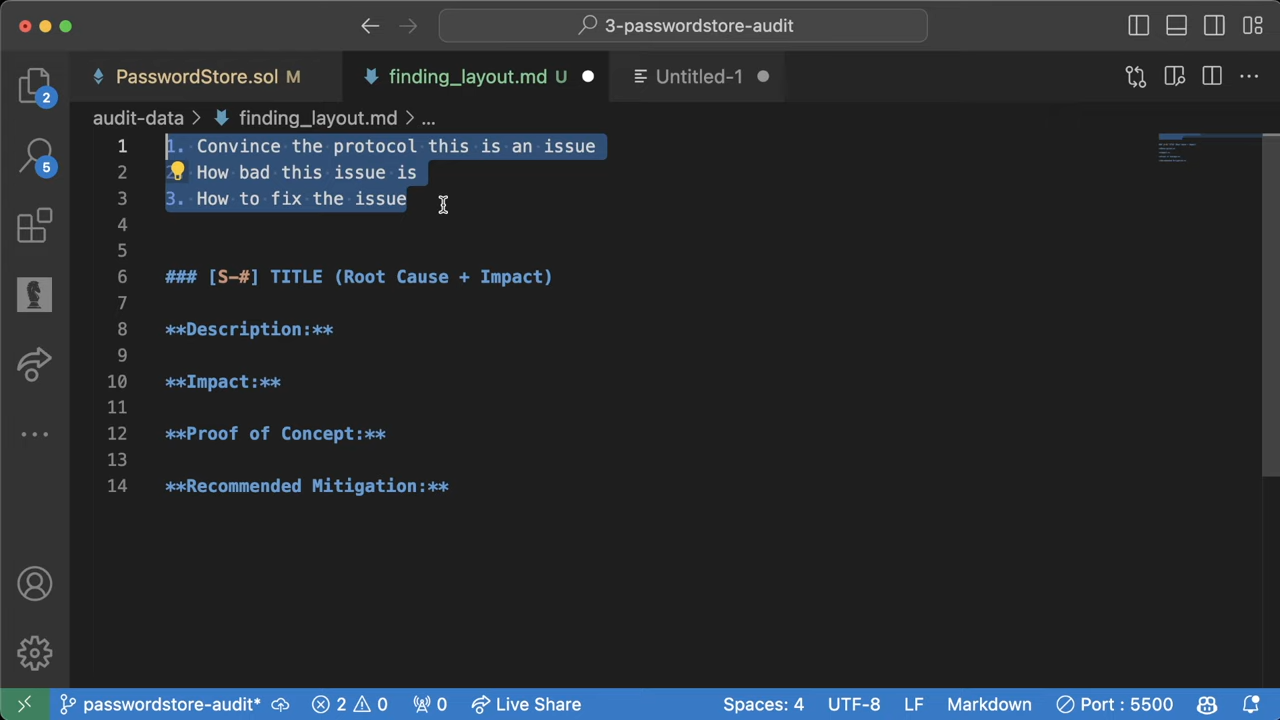 3-passwordstore-audit
PasswordStore.sol M
finding_layout.md U
Untitled-1
audit-data > finding_layout.md > ...
2
5
1 1. Convince the protocol this is an issue
2 2. How bad this issue is
3 3. How to fix the issue
4
5
6 ### [S-#] TITLE (Root Cause + Impact)
7
8 **Description:**
9
10 **Impact:**
11
12 **Proof of Concept:**
13
14 **Recommended Mitigation:**
passwordstore-audit* 2 0 0 Live Share Spaces: 4 UTF-8 LF Markdown Port : 5500